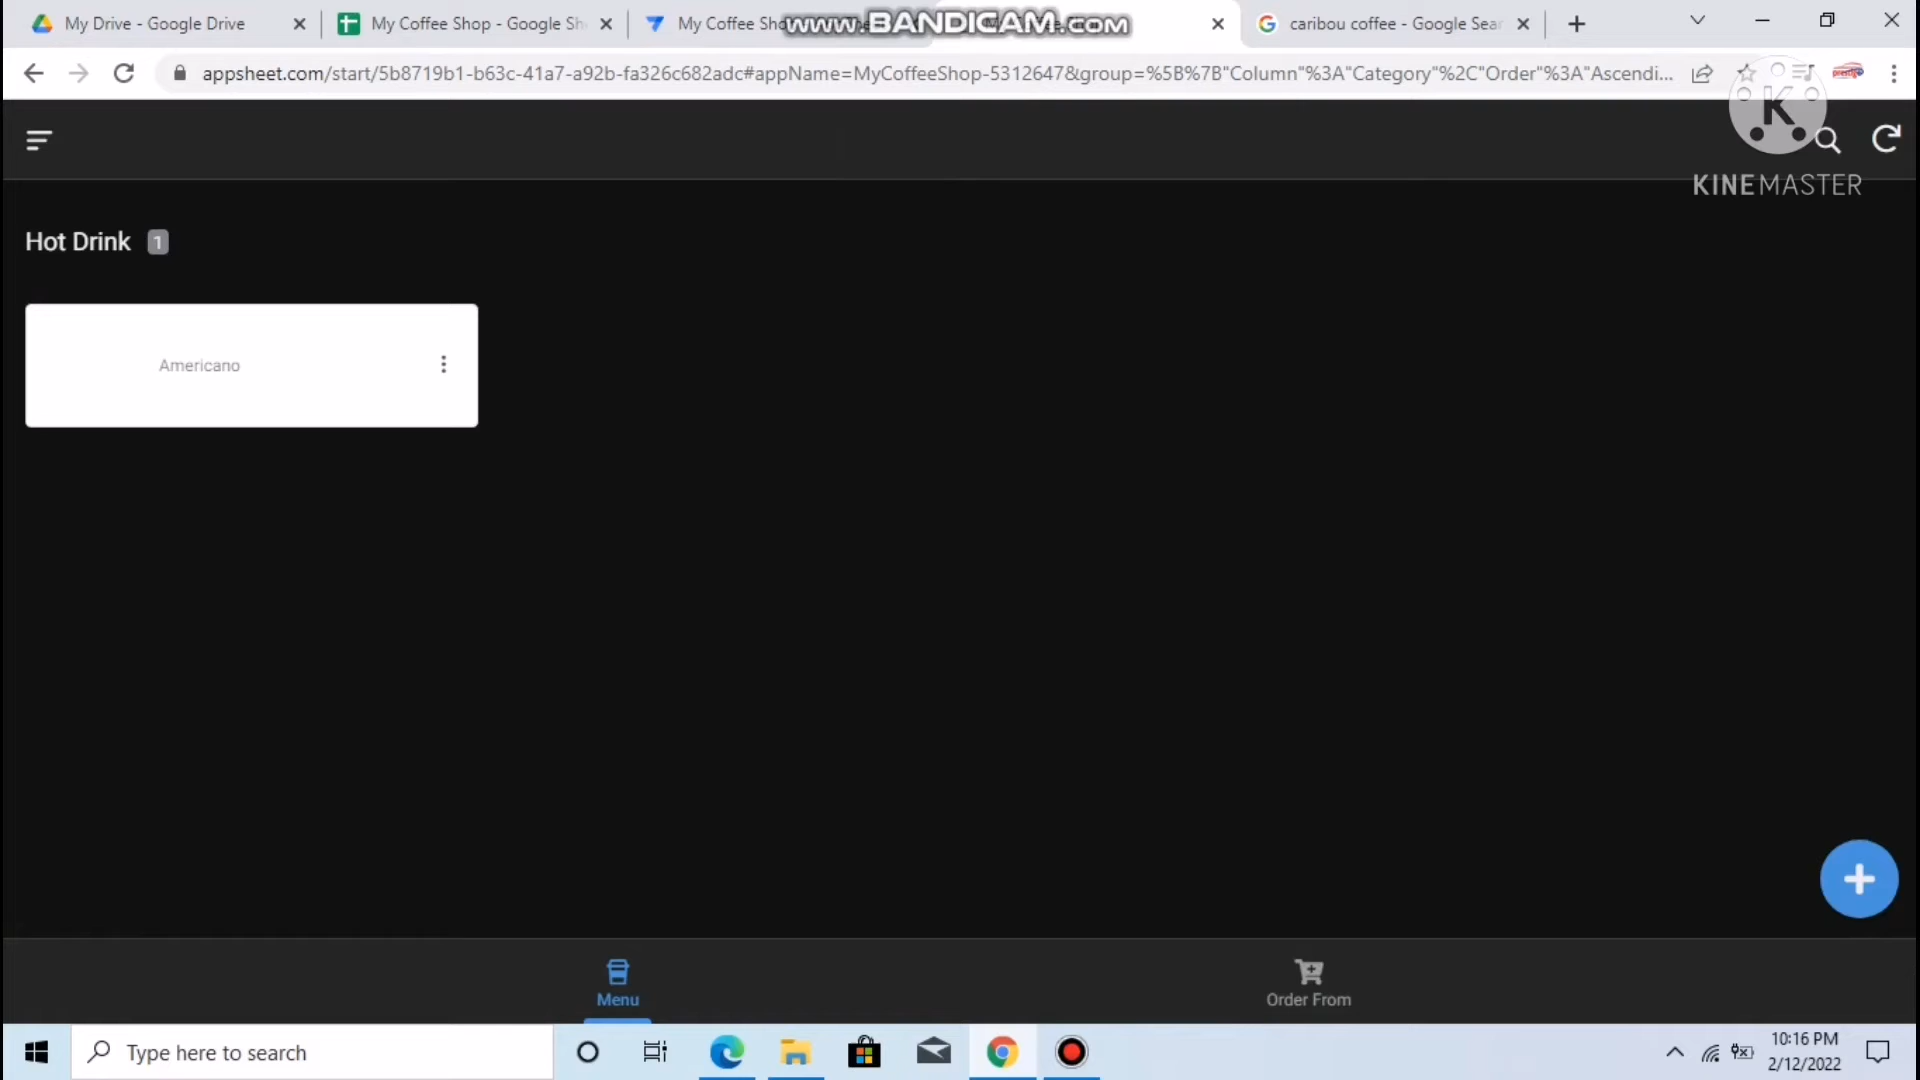 My Drive - Google Drive
My Coffee Shop - Google Sh
My Coffee Sho
www.BANDICAM.com
caribou coffee - Google Sear
appsheet.com/start/5b8719b1-b63c-41a7-a92b-fa326c682adc#appName=MyCoffeeShop-5312647&group=%5B%7B"Column"%3A"Category"%2C"Order"%3A"Ascendi...
K
KINEMASTER
Hot Drink 1
Americano
Menu
Order From
Type here to search
10:16 PM
2/12/2022